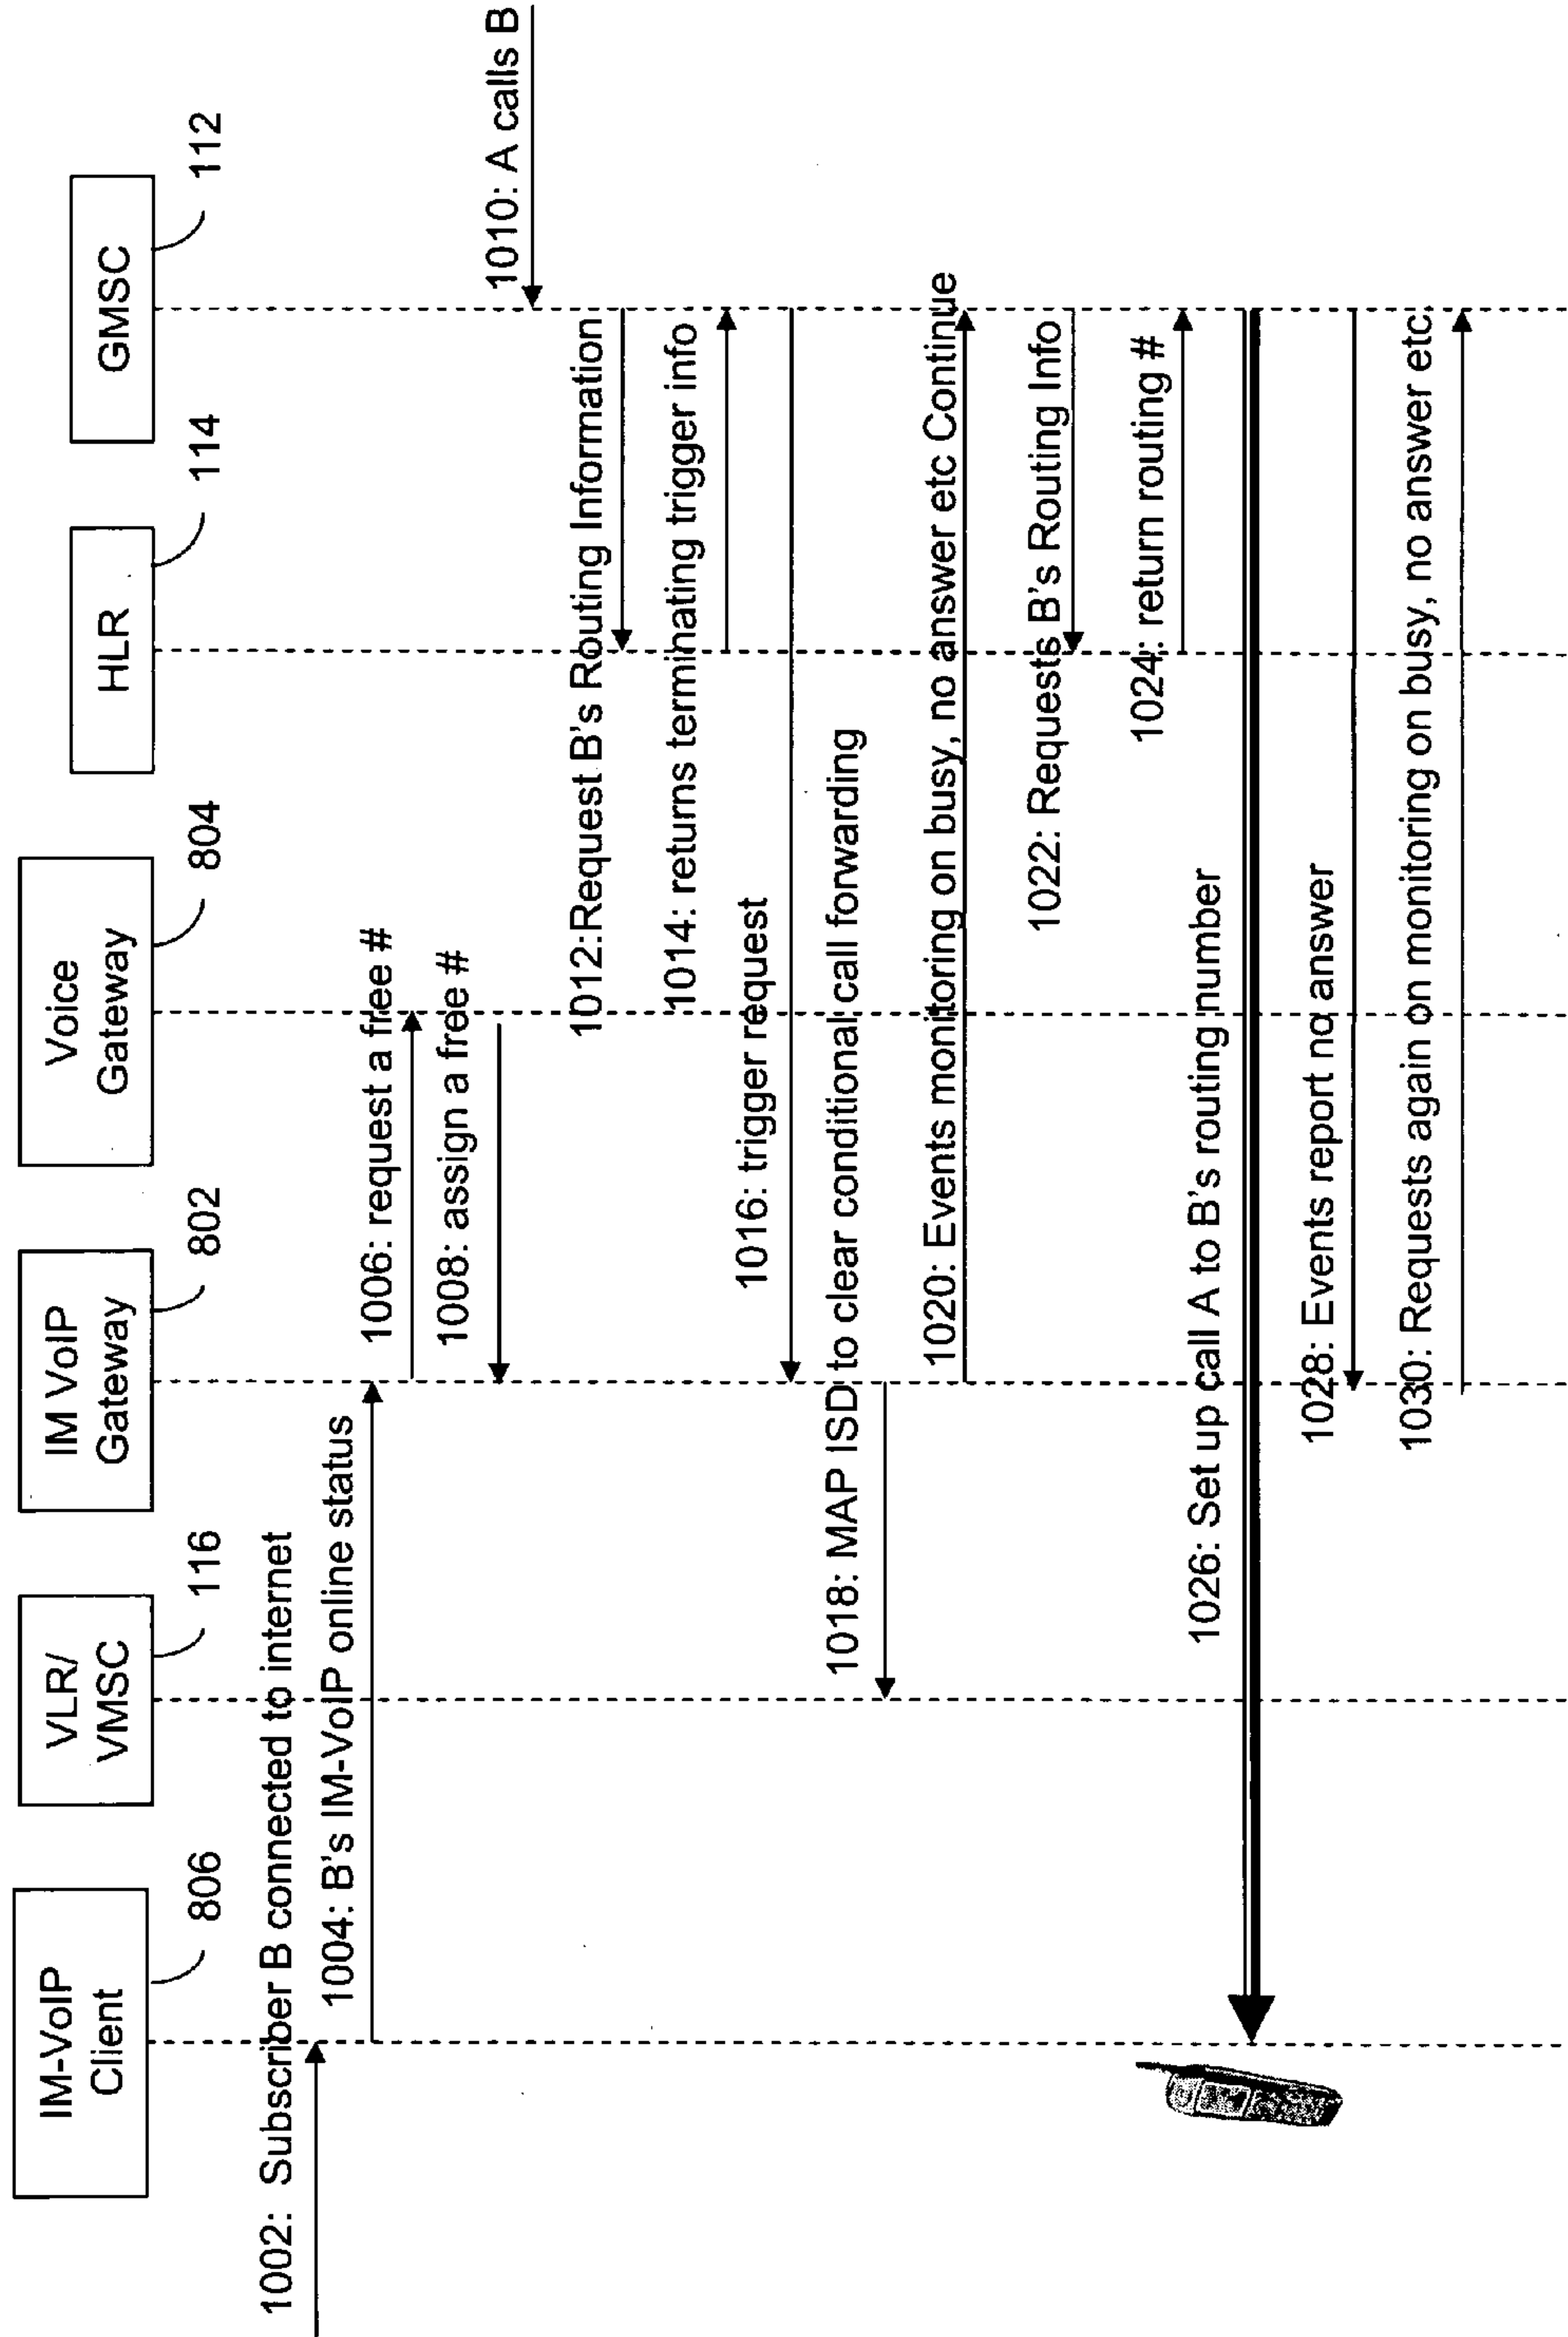 IM-VoIP
Client
806
VLR/
VMSC
116
IM VoIP
Gateway
802
Voice
Gateway
804
HLR
114
GMSC
112
1002: Subscriber B connected to internet
1004: B's IM-VoIP online status
1006: request a free #
1008: assign a free #
1010: A calls B
1012:Request B's Routing Information
1014: returns terminating trigger info
1016: trigger request
1018: MAP ISD to clear conditional call forwarding
1020: Events monitoring on busy, no answer etc Continue
1022: Requests B's Routing Info
1024: return routing #
1026: Set up call A to B's routing number
1028: Events report no answer
1030: Requests again on monitoring on busy, no answer etc